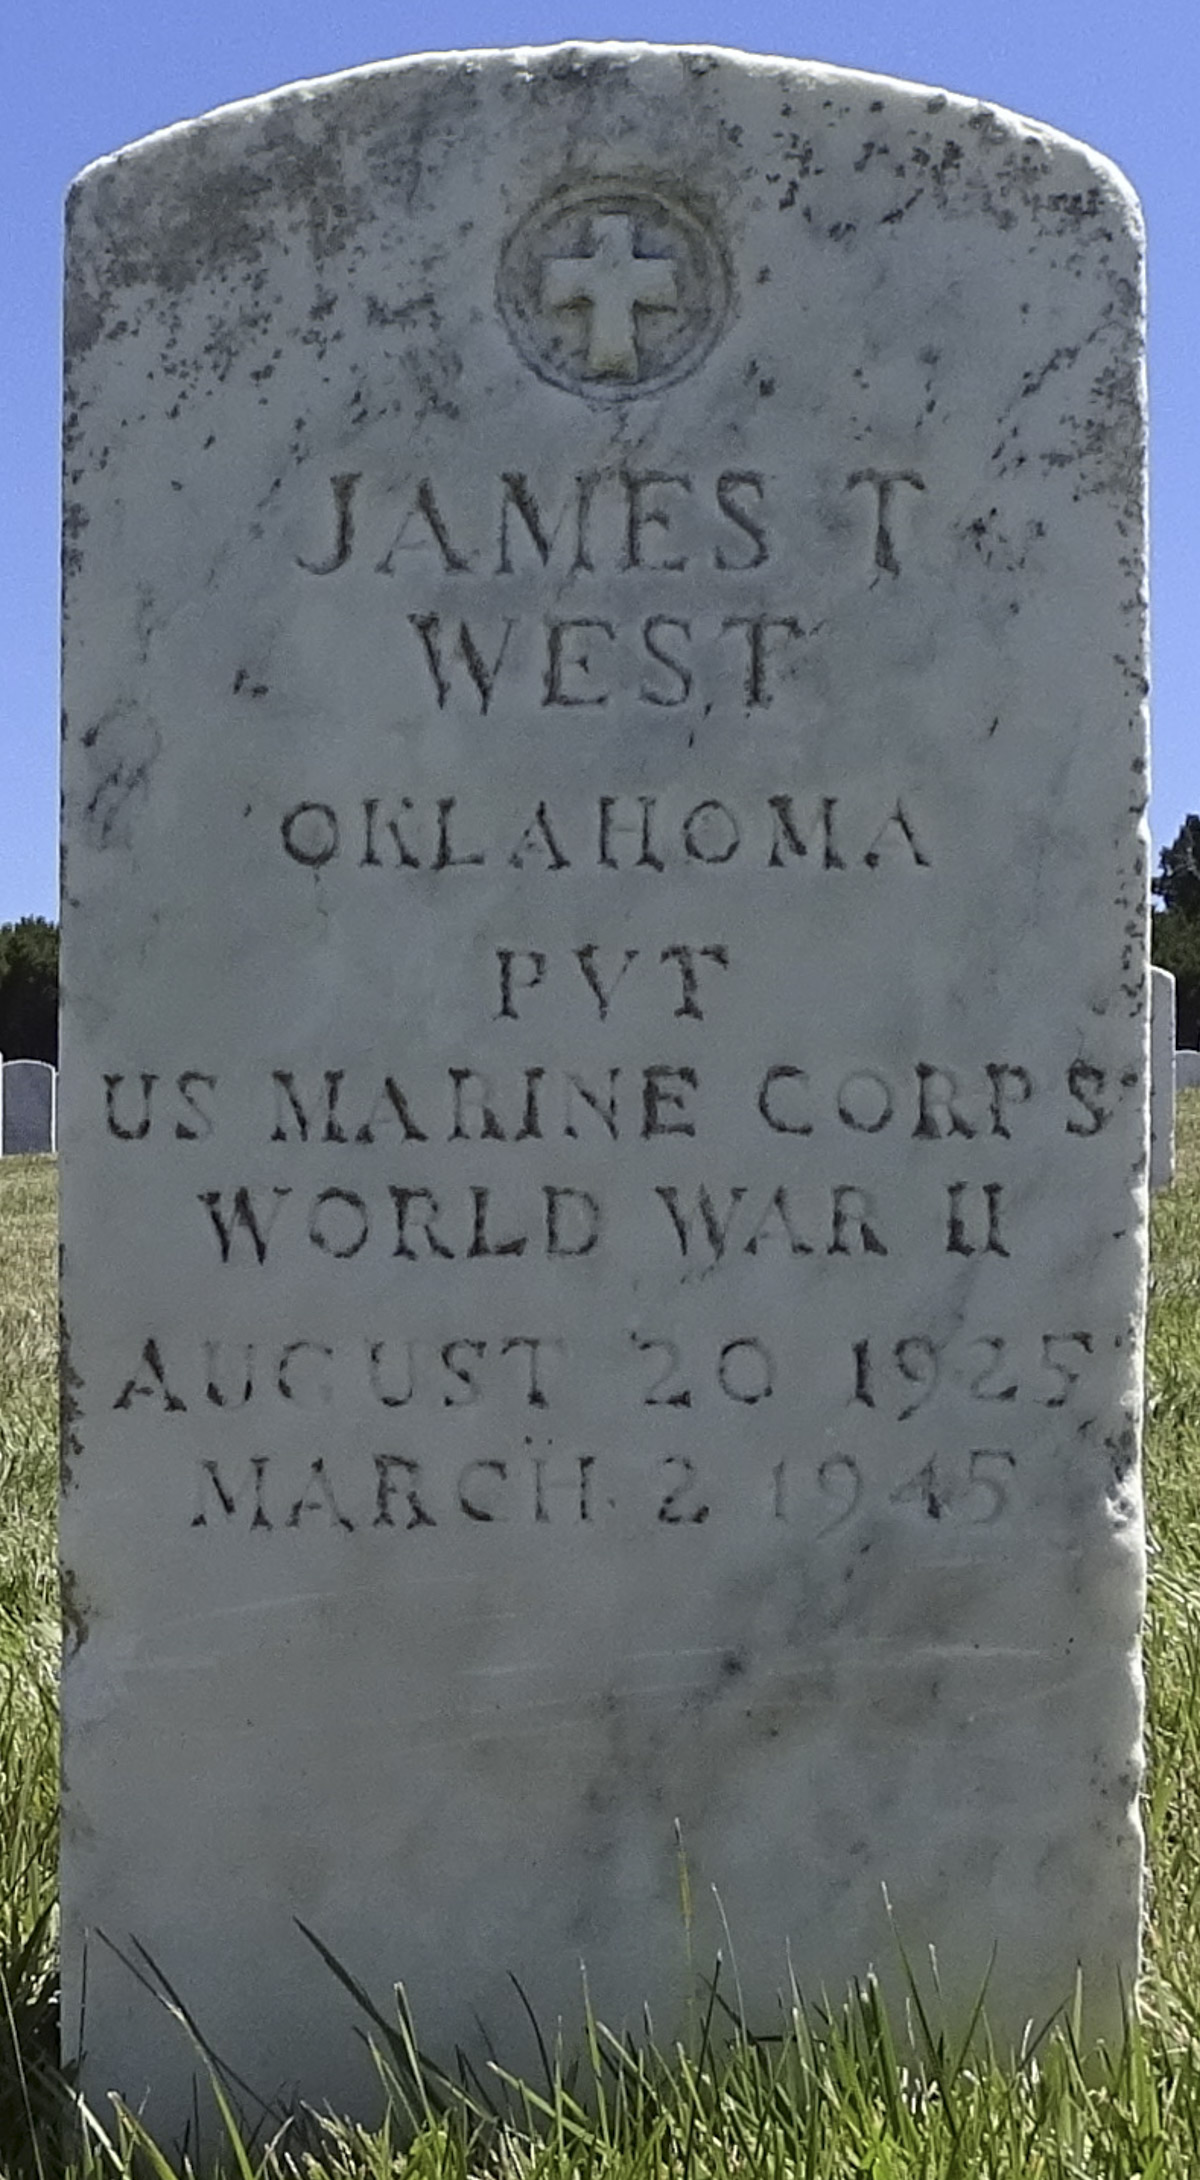 JAMES T
WEST
OKLAHOMA
PVT
US MARINE CORPS
WORLD WAR II
AUGUST 20 1925
MARCH 2 1945